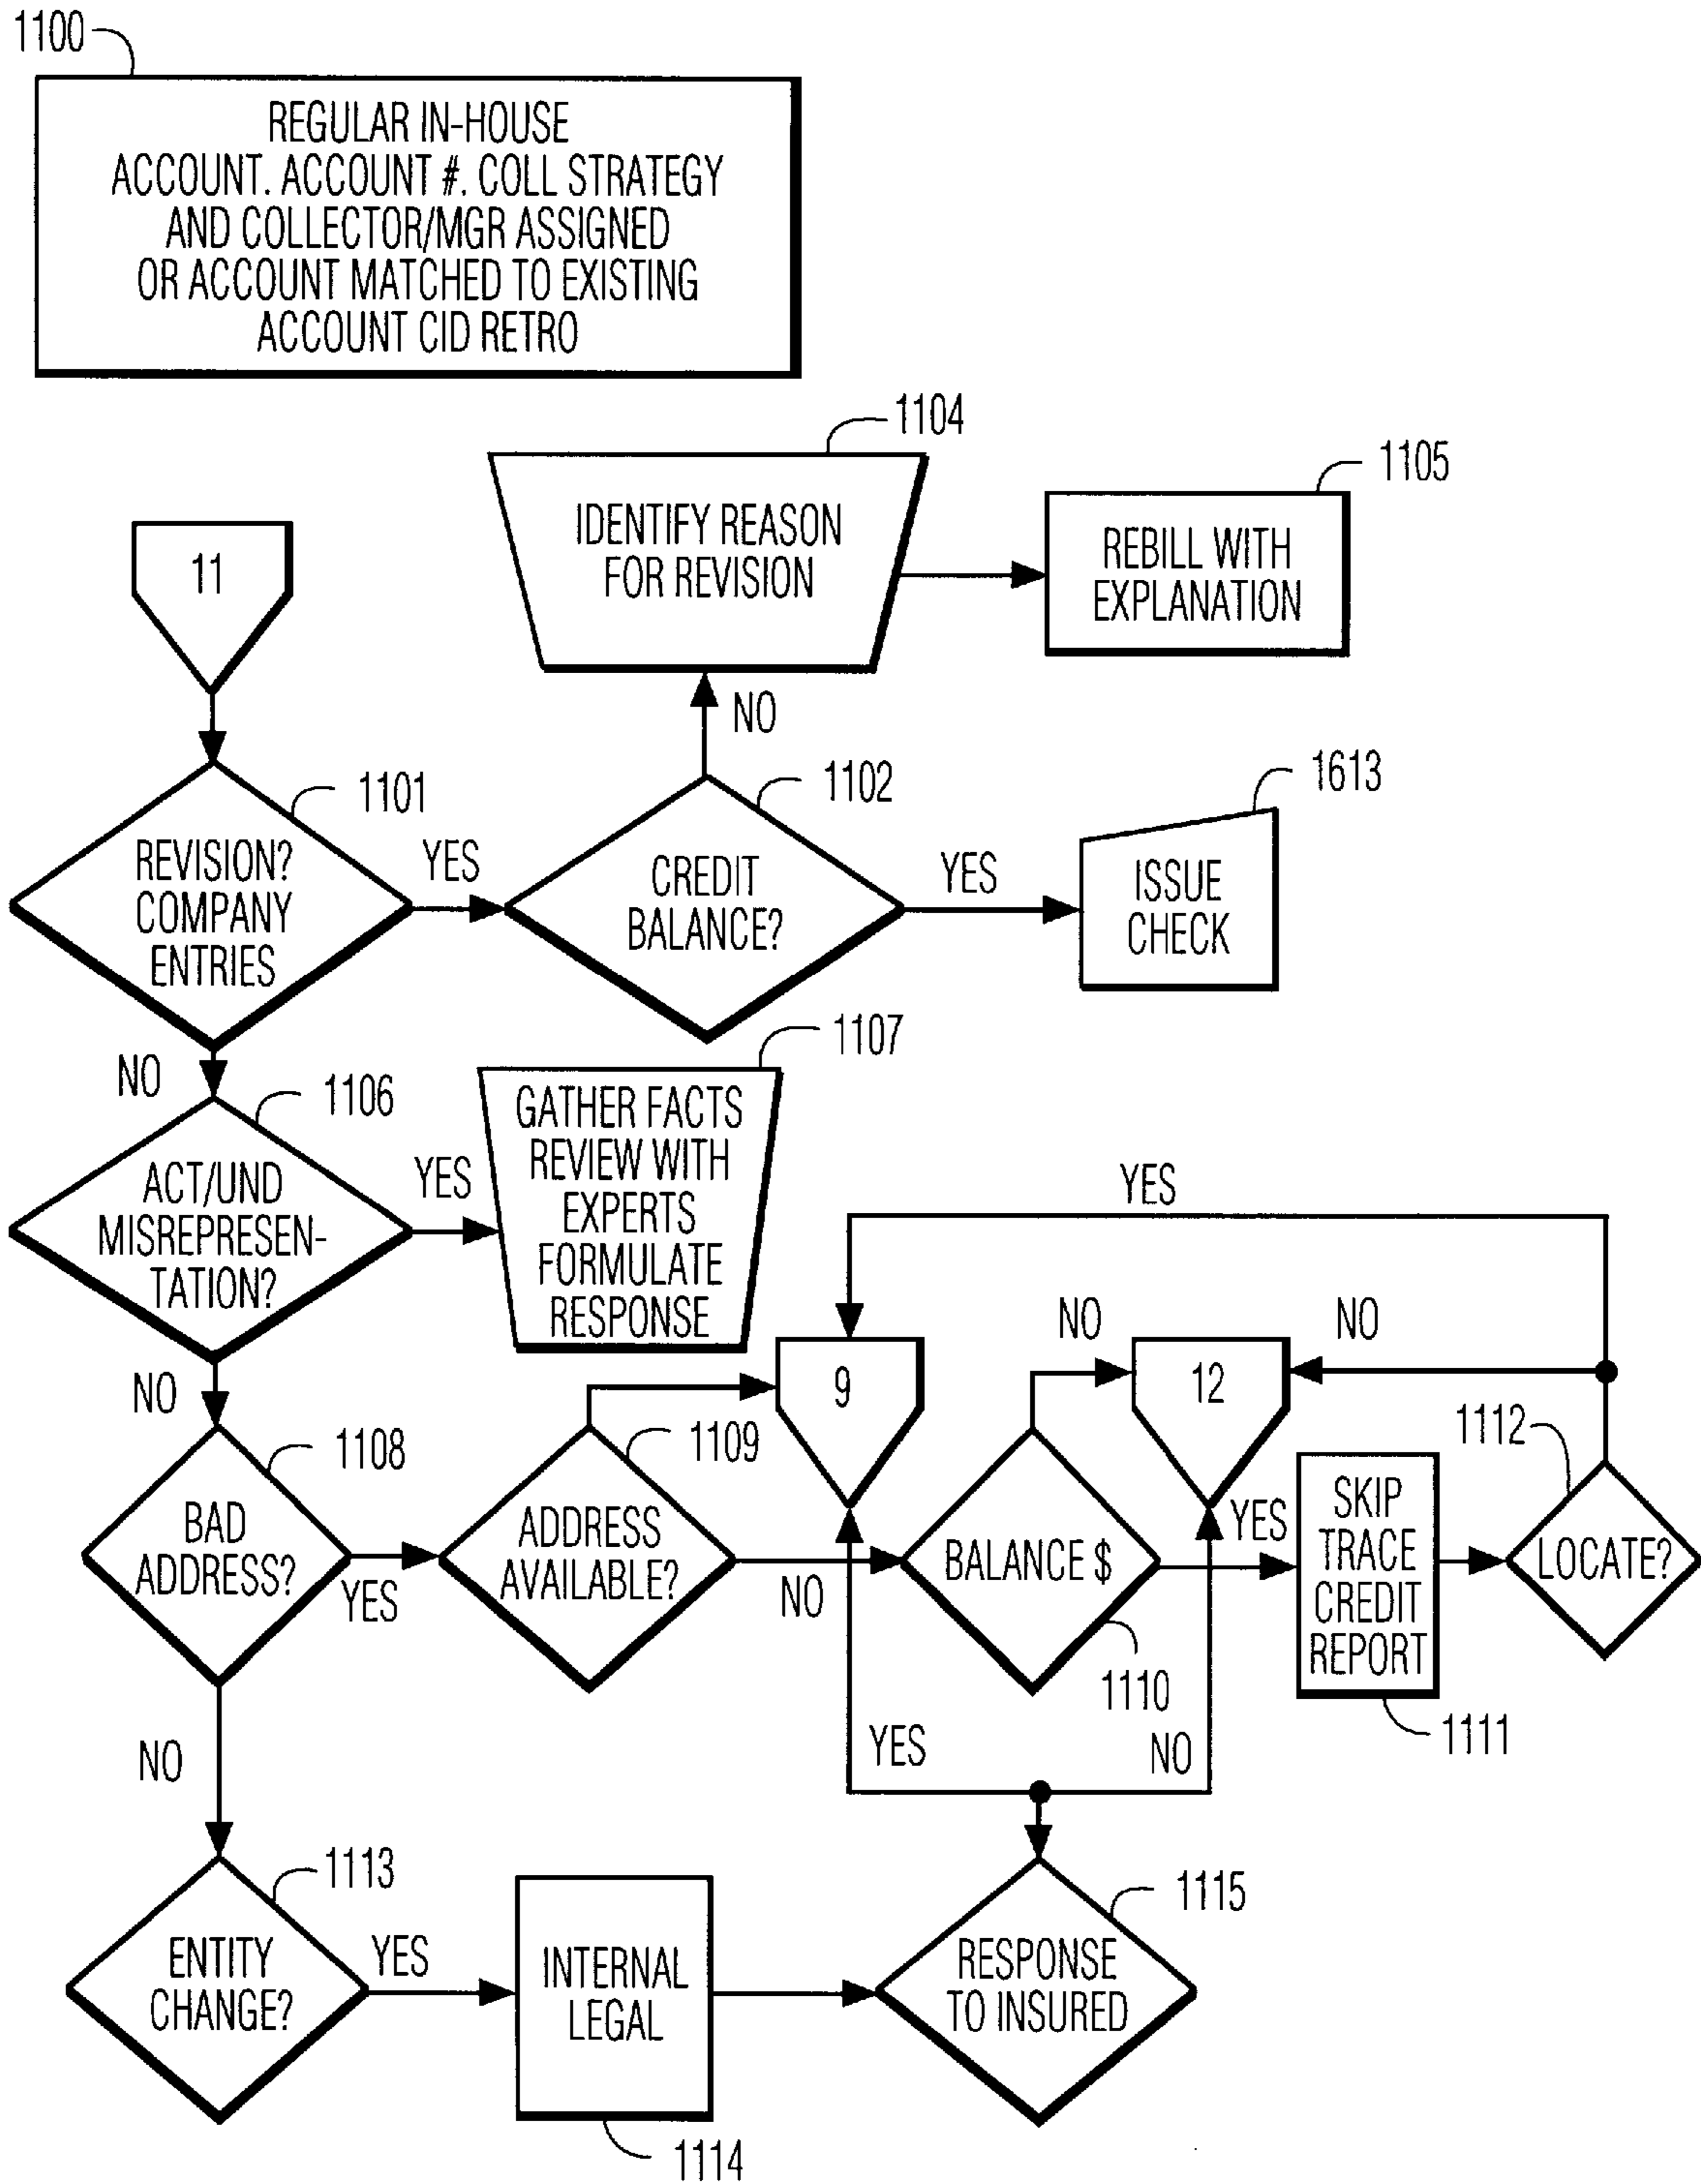 1100
REGULAR IN-HOUSE
ACCOUNT. ACCOUNT #. COLL STRATEGY
AND COLLECTOR/MGR ASSIGNED
OR ACCOUNT MATCHED TO EXISTING
ACCOUNT CID RETRO
1104
IDENTIFY REASON
FOR REVISION
1105
REBILL WITH
EXPLANATION
11
NO
1101
REVISION?
COMPANY
ENTRIES
YES
1102
CREDIT
BALANCE?
YES
1613
ISSUE
CHECK
NO
1106
ACT/UND
MISREPRESEN-
TATION?
YES
1107
GATHER FACTS
REVIEW WITH
EXPERTS
FORMULATE
RESPONSE
YES
NO
NO
NO
9
12
1108
BAD
ADDRESS?
YES
1109
ADDRESS
AVAILABLE?
NO
BALANCE $
1110
YES
SKIP
TRACE
CREDIT
REPORT
1111
1112
LOCATE?
NO
YES
NO
1113
ENTITY
CHANGE?
YES
INTERNAL
LEGAL
1114
1115
RESPONSE
TO INSURED